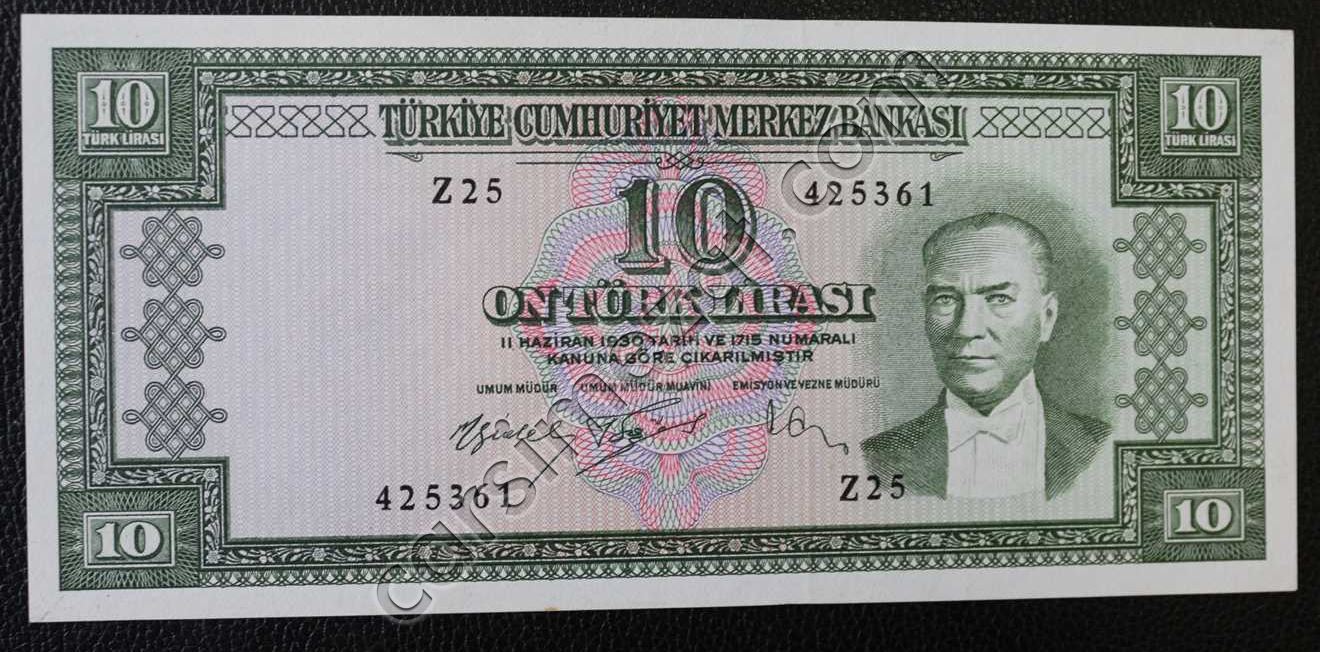 10 TÜRK LİRASI
10 TÜRK LİRASI
TÜRKİYE CUMHURİYET MERKEZ BANKASI
Z25 425361
10
ON TÜRK LİRASI
11 HAZİRAN 1930 TARİH VE 1715 NUMARALI
KANUNA GÖRE ÇIKARILMIŞTIR
UMUM MÜDÜR UMUM MÜDÜR MUAVİNİ EMİSYON VE VEZNE MÜDÜRÜ
425361 Z25
10 10